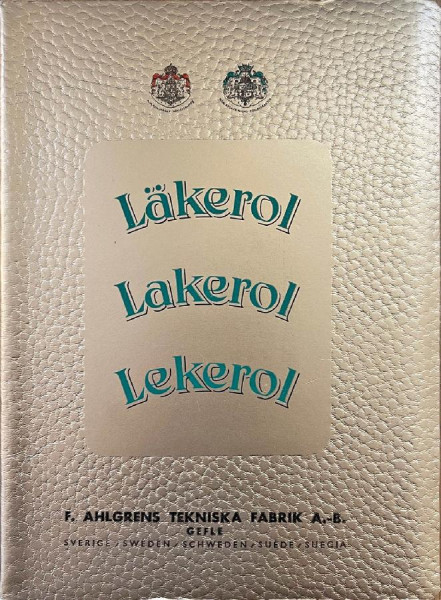 Läkerol
Lakerol
Lekerol
F. AHLGRENS TEKNISKA FABRIK A.-B.
GEFLE
SVERIGE / SWEDEN / SCHWEDEN / SUÈDE / SUECIA